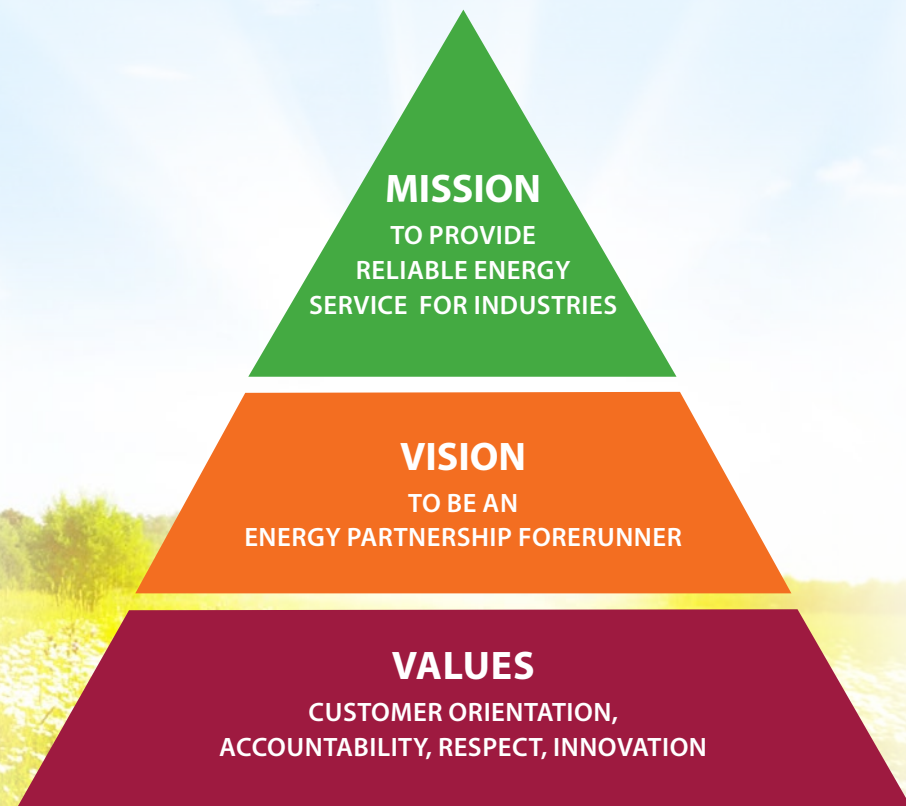 MISSION
TO PROVIDE
RELIABLE ENERGY
SERVICE FOR INDUSTRIES
VISION
TO BE AN
ENERGY PARTNERSHIP FORERUNNER
VALUES
CUSTOMER ORIENTATION,
ACCOUNTABILITY, RESPECT, INNOVATION